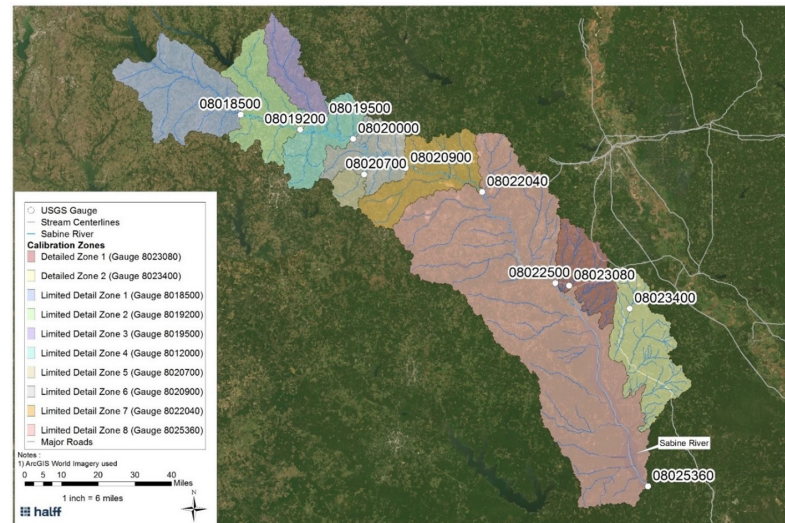 08018500
08019500
08019200
08020000
08020900
08020700
08022040
08022500
08023080
08023400
Sabine River
08025360
USGS Gauge
Stream Centerlines
Sabine River
Calibration Zones
Detailed Zone 1 (Gauge 8023080)
Detailed Zone 2 (Gauge 8023400)
Limited Detail Zone 1 (Gauge 8018500)
Limited Detail Zone 2 (Gauge 8019200)
Limited Detail Zone 3 (Gauge 8019500)
Limited Detail Zone 4 (Gauge 8012000)
Limited Detail Zone 5 (Gauge 8020700)
Limited Detail Zone 6 (Gauge 8020900)
Limited Detail Zone 7 (Gauge 8022040)
Limited Detail Zone 8 (Gauge 8025360)
Major Roads
Notes :
1) ArcGIS World Imagery used
0 5 10 20 30 40
Miles
1 inch = 6 miles
N
halff